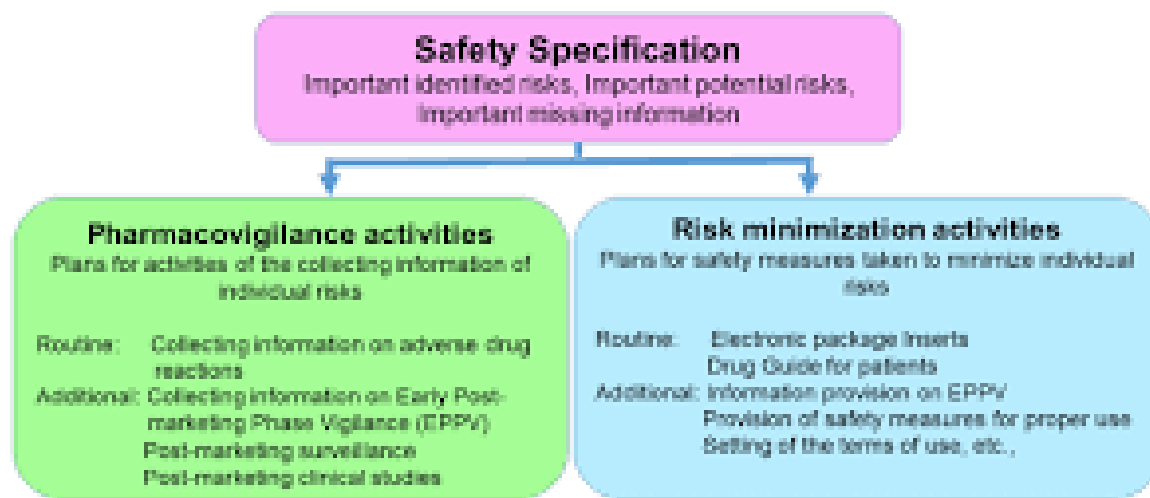 Safety Specification
Important identified risks, Important potential risks,
Important missing information
Pharmacovigilance activities
Plans for activities of the collecting information of
individual risks
Routine: Collecting information on adverse drug
reactions
Additional: Collecting information on Early Post-
marketing Phase Vigilance (EPPV)
Post-marketing surveillance
Post-marketing clinical studies
Risk minimization activities
Plans for safety measures taken to minimize individual
risks
Routine: Electronic package Inserts
Drug Guide for patients
Additional: Information provision on EPPV
Provision of safety measures for proper use
Setting of the terms of use, etc.,